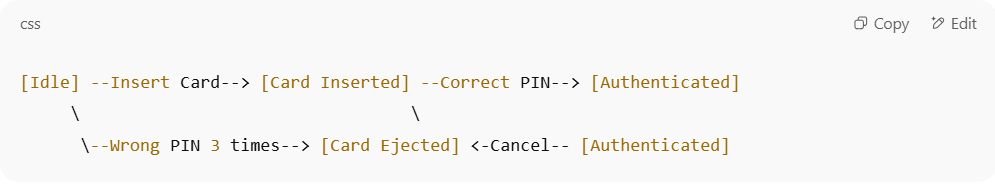 css
Copy
Edit
[Idle] --Insert Card--> [Card Inserted] --Correct PIN--> [Authenticated]
\ \
\--Wrong PIN 3 times--> [Card Ejected] <-Cancel-- [Authenticated]